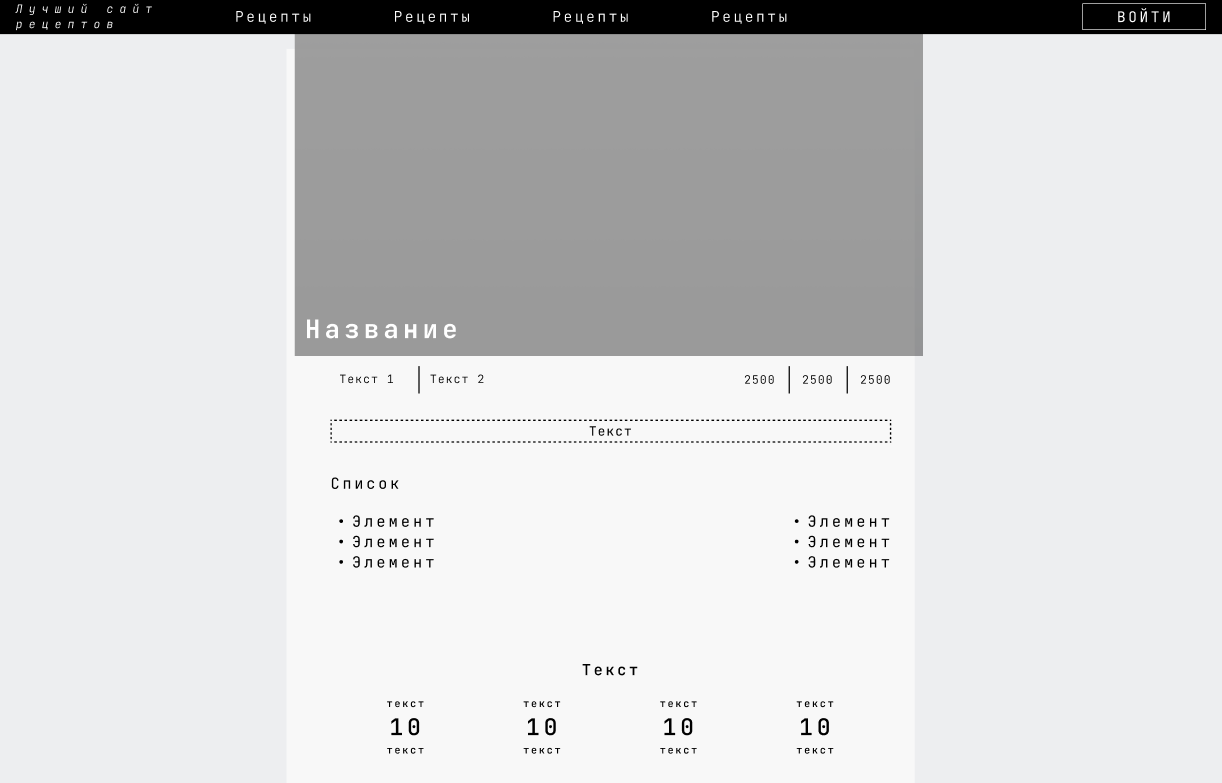 Лучший сайт
рецептов
Рецепты Рецепты Рецепты Рецепты ВОЙТИ
Название
Текст 1 Текст 2 2500 2500 2500
Текст
Список
• Элемент • Элемент
• Элемент • Элемент
• Элемент • Элемент
Текст
текст текст текст текст
10 10 10 10
текст текст текст текст